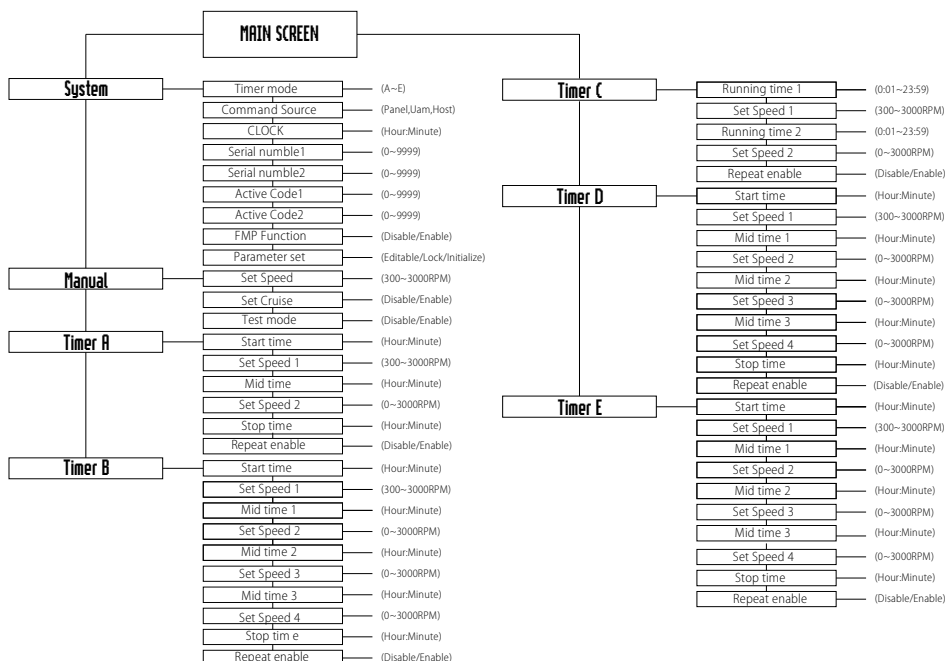 MAIN SCREEN
System
Timer mode (A~E)
Command Source (Panel,Uam,Host)
CLOCK (Hour:Minute)
Serial numble1 (0~9999)
Serial numble2 (0~9999)
Active Code1 (0~9999)
Active Code2 (0~9999)
FMP Function (Disable/Enable)
Parameter set (Editable/Lock/Initialize)
Manual
Set Speed (300~3000RPM)
Set Cruise (Disable/Enable)
Test mode (Disable/Enable)
Timer A
Start time (Hour:Minute)
Set Speed 1 (300~3000RPM)
Mid time (Hour:Minute)
Set Speed 2 (0~3000RPM)
Stop time (Hour:Minute)
Repeat enable (Disable/Enable)
Timer B
Start time (Hour:Minute)
Set Speed 1 (300~3000RPM)
Mid time 1 (Hour:Minute)
Set Speed 2 (0~3000RPM)
Mid time 2 (Hour:Minute)
Set Speed 3 (0~3000RPM)
Mid time 3 (Hour:Minute)
Set Speed 4 (0~3000RPM)
Stop tim e (Hour:Minute)
Repeat enable (Disable/Enable)
Timer C
Running time 1 (0:01~23:59)
Set Speed 1 (300~3000RPM)
Running time 2 (0:01~23:59)
Set Speed 2 (0~3000RPM)
Repeat enable (Disable/Enable)
Timer D
Start time (Hour:Minute)
Set Speed 1 (300~3000RPM)
Mid time 1 (Hour:Minute)
Set Speed 2 (0~3000RPM)
Mid time 2 (Hour:Minute)
Set Speed 3 (0~3000RPM)
Mid time 3 (Hour:Minute)
Set Speed 4 (0~3000RPM)
Stop time (Hour:Minute)
Repeat enable (Disable/Enable)
Timer E
Start time (Hour:Minute)
Set Speed 1 (300~3000RPM)
Mid time 1 (Hour:Minute)
Set Speed 2 (0~3000RPM)
Mid time 2 (Hour:Minute)
Set Speed 3 (0~3000RPM)
Mid time 3 (Hour:Minute)
Set Speed 4 (0~3000RPM)
Stop time (Hour:Minute)
Repeat enable (Disable/Enable)